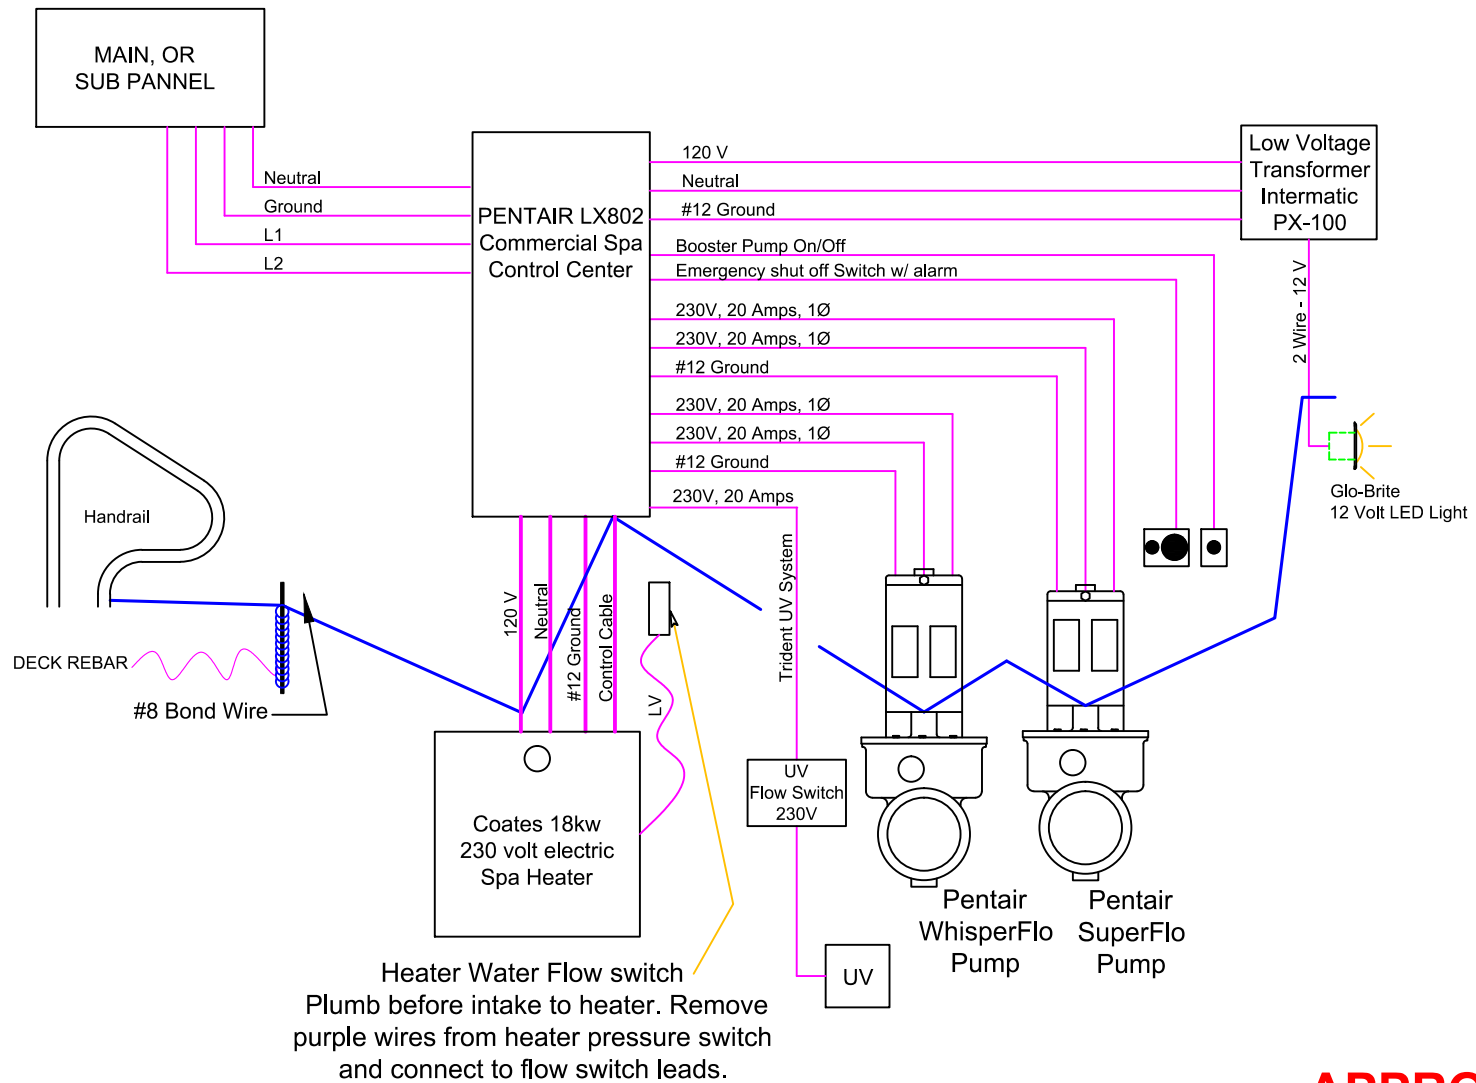 MAIN, OR
SUB PANNEL
Neutral
Ground
L1
L2
PENTAIR LX802
Commercial Spa
Control Center
120 V
Neutral
#12 Ground
Booster Pump On/Off
Emergency shut off Switch w/ alarm
230V, 20 Amps, 1Ø
230V, 20 Amps, 1Ø
#12 Ground
230V, 20 Amps, 1Ø
230V, 20 Amps, 1Ø
#12 Ground
230V, 20 Amps
Low Voltage
Transformer
Intermatic
PX-100
2 Wire - 12 V
Glo-Brite
12 Volt LED Light
Handrail
DECK REBAR
#8 Bond Wire
120 V
Neutral
#12 Ground
Control Cable
LV
Trident UV System
UV
Flow Switch
230V
Coates 18kw
230 volt electric
Spa Heater
Pentair
WhisperFlo
Pump
Pentair
SuperFlo
Pump
UV
Heater Water Flow switch
Plumb before intake to heater. Remove
purple wires from heater pressure switch
and connect to flow switch leads.